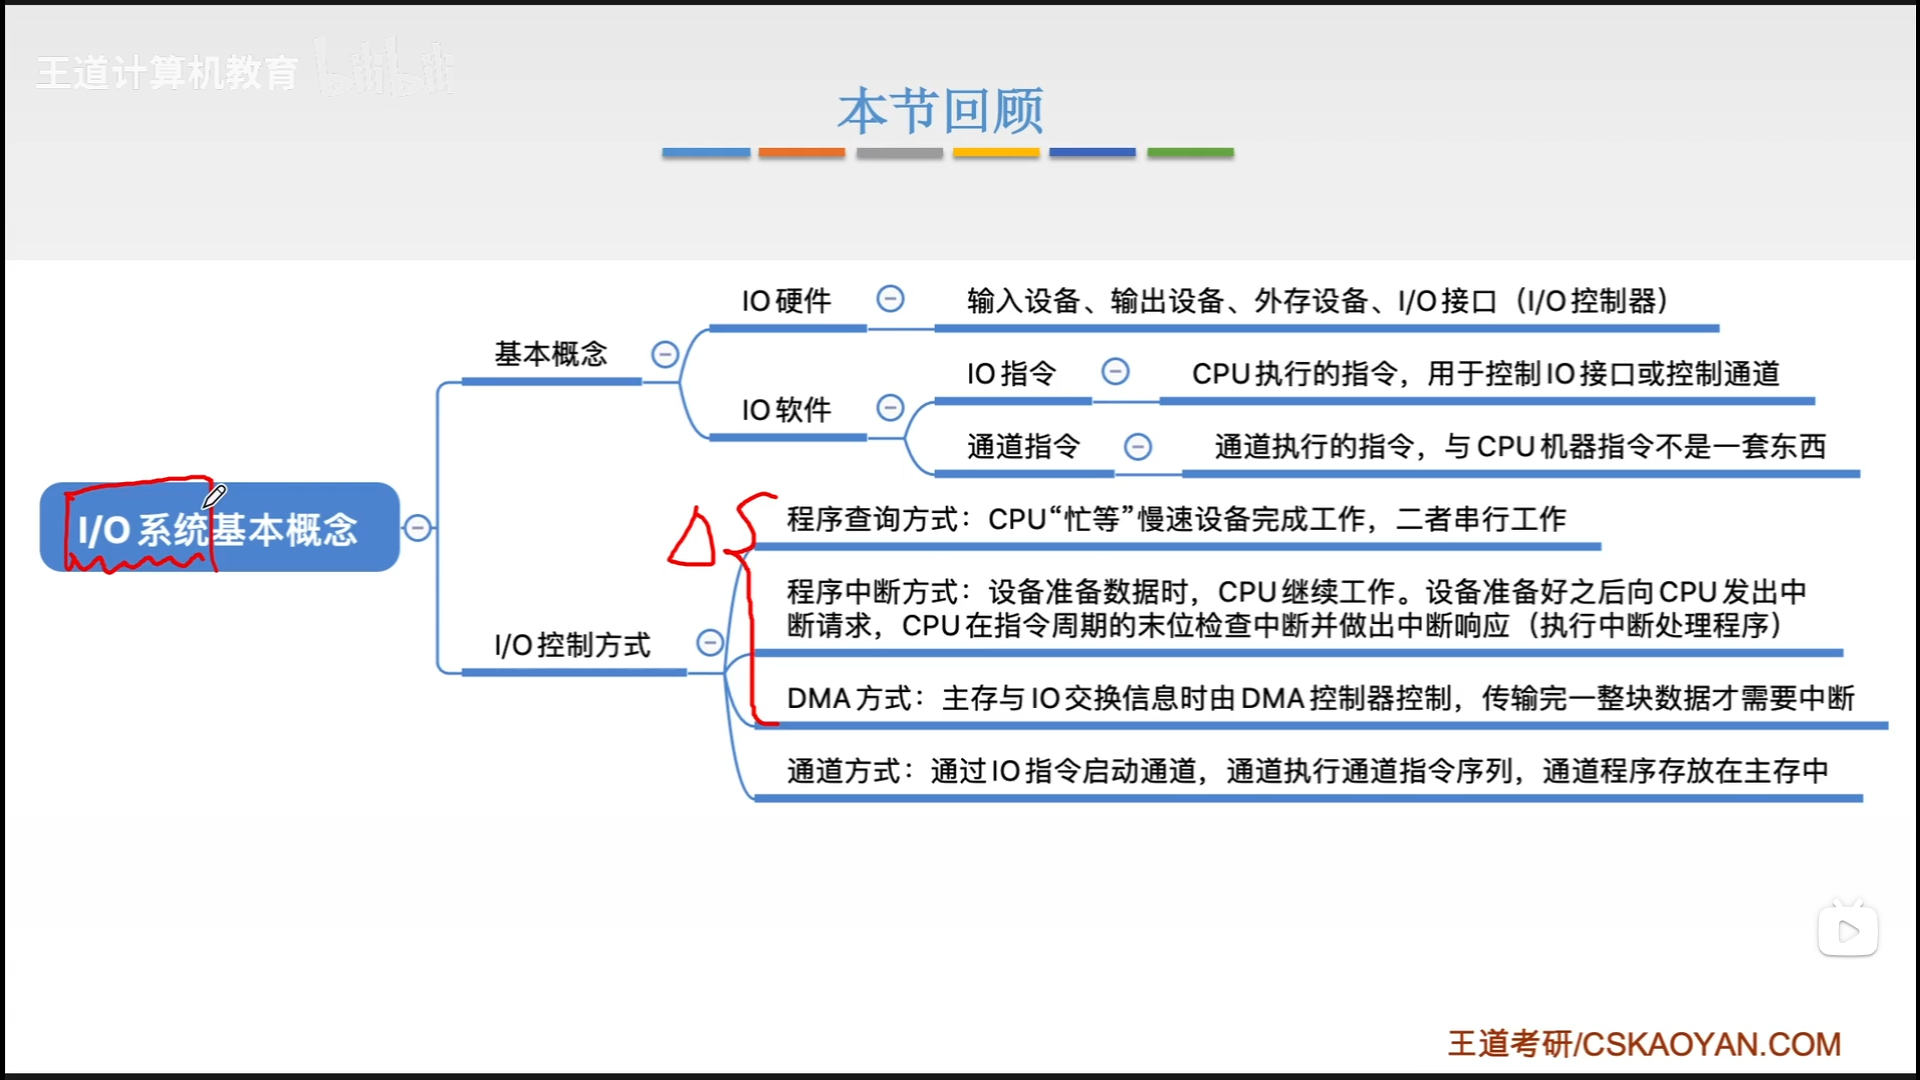 王道计算机教育 bilibili
本节回顾
IO硬件
输入设备、输出设备、外存设备、I/O接口（I/O控制器）
基本概念
IO指令
CPU执行的指令，用于控制IO接口或控制通道
IO软件
通道指令
通道执行的指令，与CPU机器指令不是一套东西
I/O系统基本概念
程序查询方式：CPU“忙等”慢速设备完成工作，二者串行工作
程序中断方式：设备准备数据时，CPU继续工作。设备准备好之后向CPU发出中
断请求，CPU在指令周期的末位检查中断并做出中断响应（执行中断处理程序）
I/O控制方式
DMA方式：主存与IO交换信息时由DMA控制器控制，传输完一整块数据才需要中断
通道方式：通过IO指令启动通道，通道执行通道指令序列，通道程序存放在主存中
王道考研/CSKAOYAN.COM